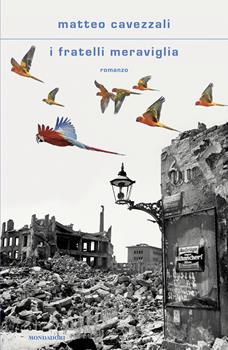 matteo cavezzali
i fratelli meraviglia
romanzo
MONDADORI